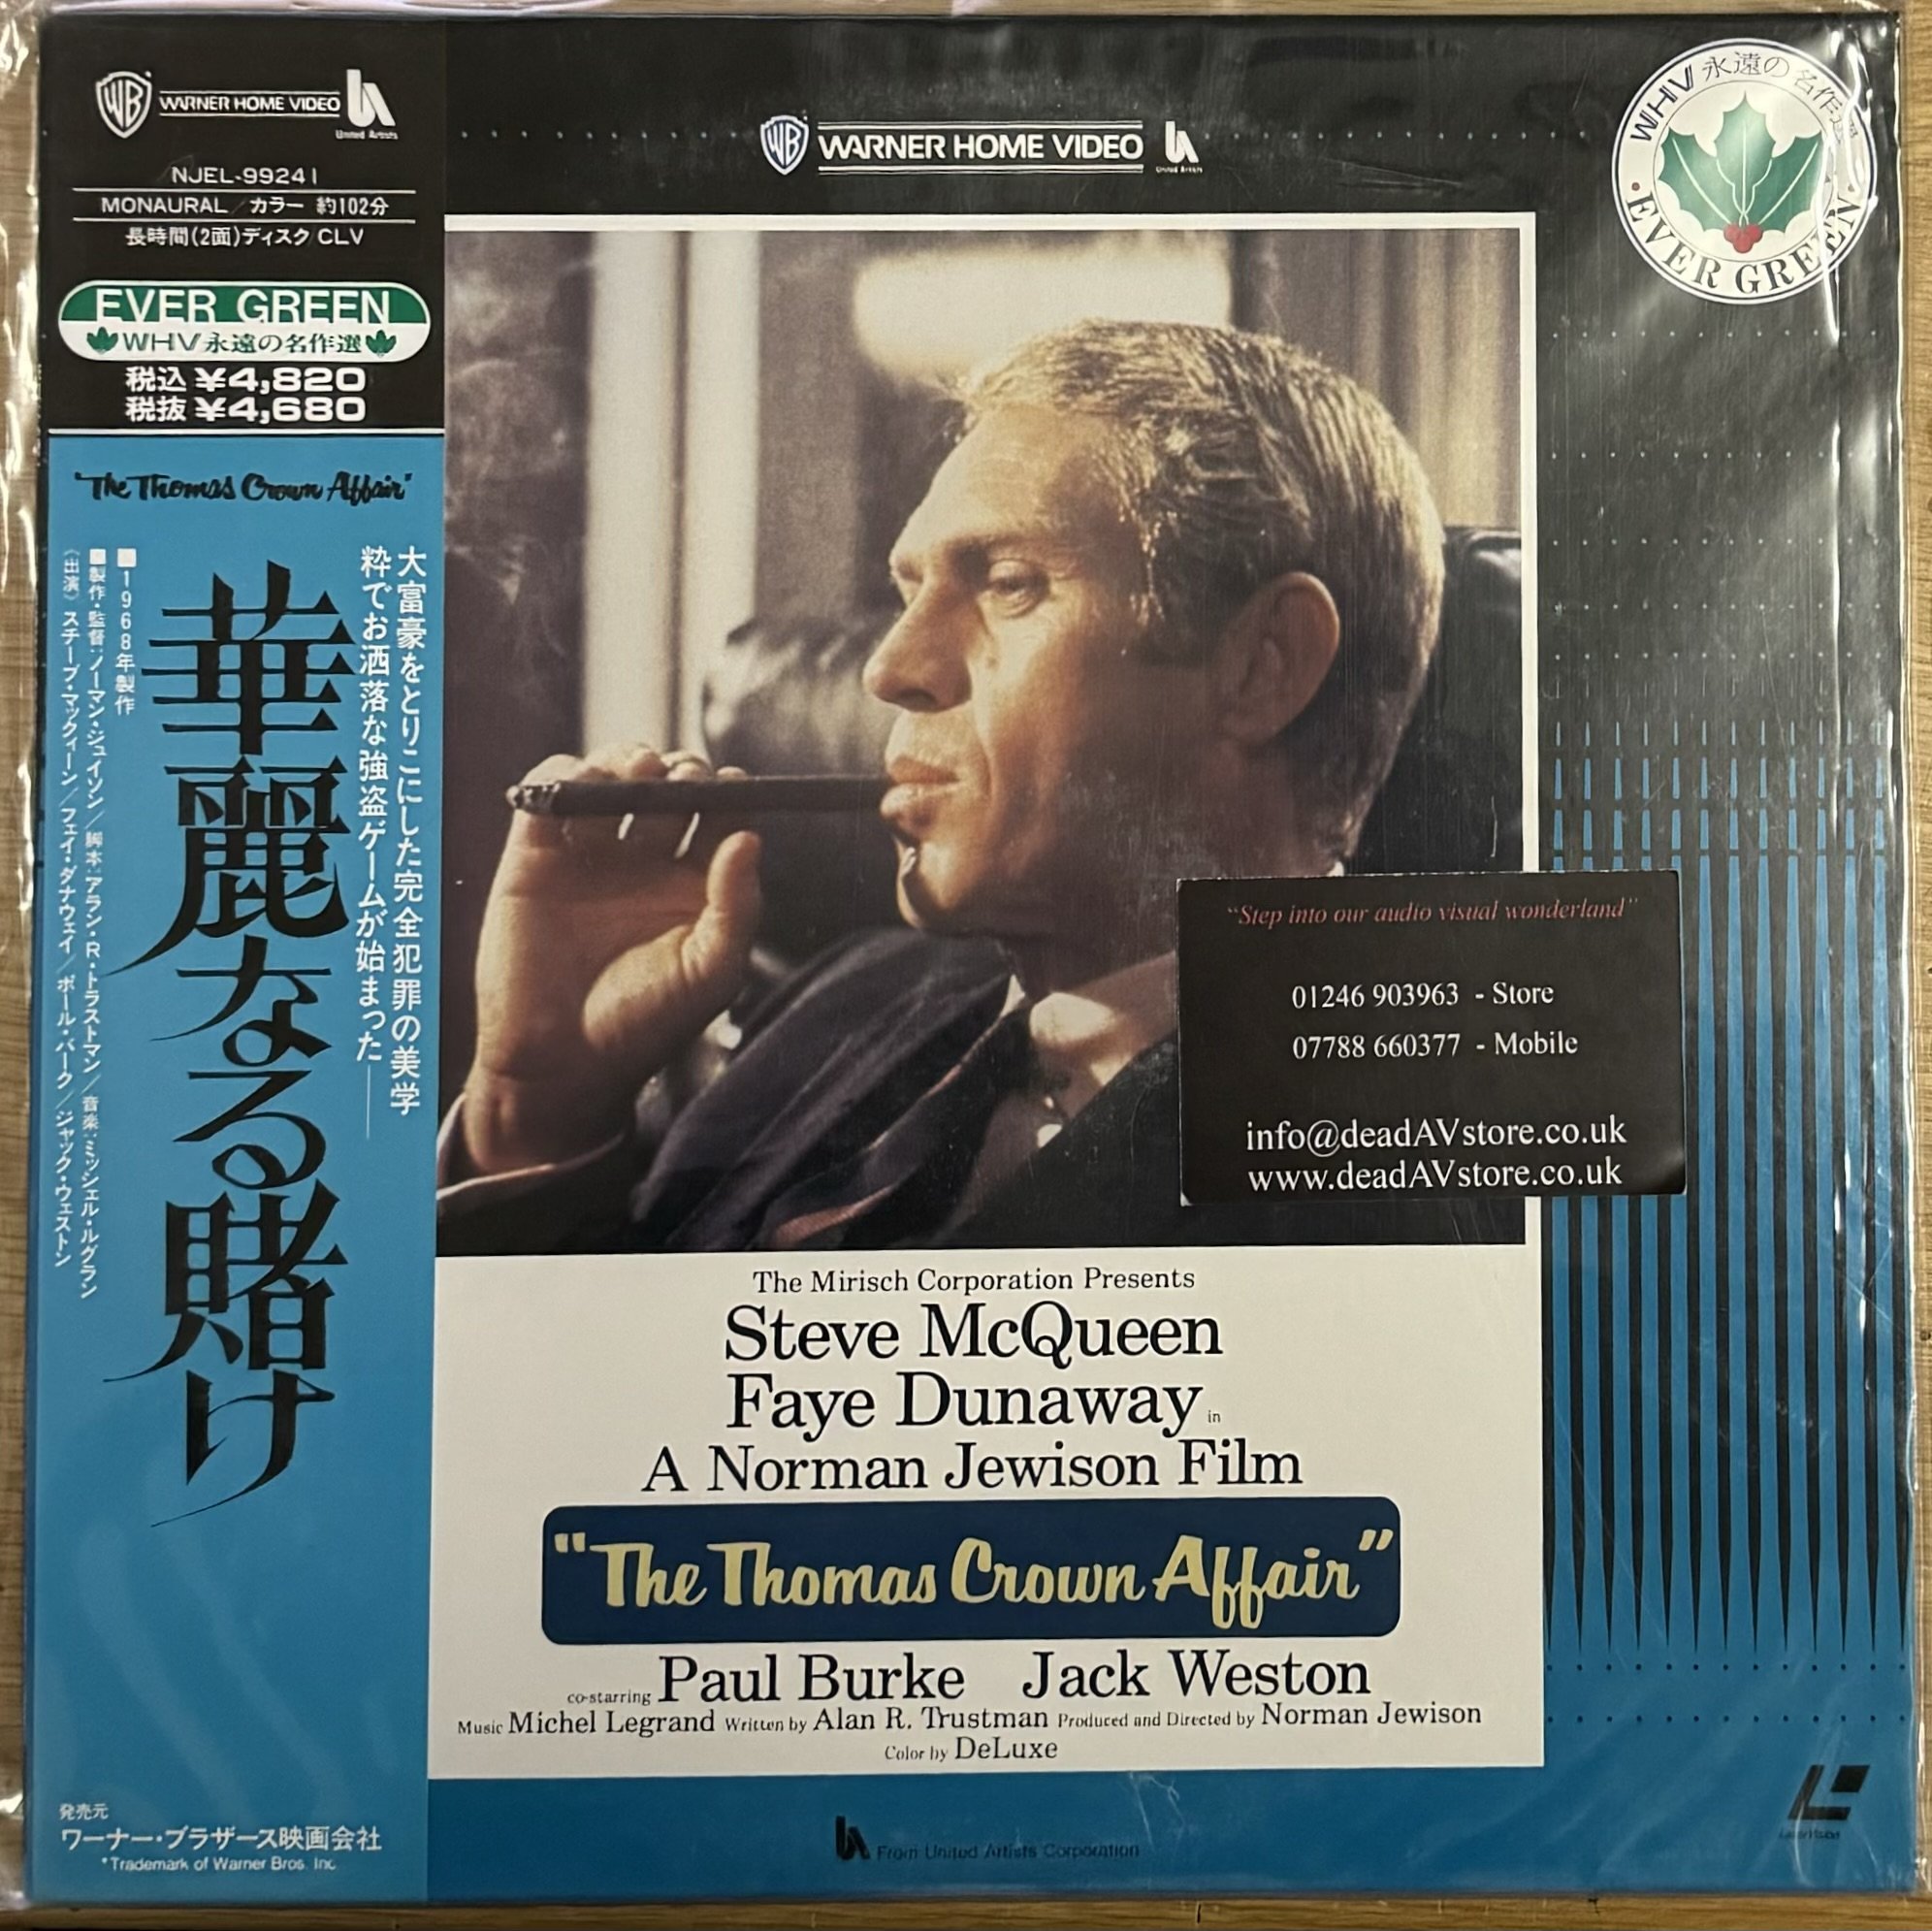 WB WARNER HOME VIDEO
United Artists
NJEL-99241
MONAURAL／カラー 約102分
長時間(2面)ディスク/CLV
EVER GREEN
WHV永遠の名作選
税込 ¥4,820
税抜 ¥4,680
"The Thomas Crown Affair"
大富豪をとりこにした完全犯罪の美学
粋でお洒落な強盗ゲームが始まった——
華麗なる賭け
■1968年製作
■製作・監督:ノーマン・ジュイソン／脚本:アラン・R・トラストマン／音楽:ミッシェル・ルグラン
〈出演〉スチーブ・マックィーン／フェイ・ダナウェイ／ポール・バーク／ジャック・ウェストン
発売元
ワーナー・ブラザース映画会社
*Trademark of Warner Bros. Inc.
WB WARNER HOME VIDEO
United Artists
WHV 永遠の名作選
• EVER GREEN •
"Step into our audio visual wonderland"
01246 903963 - Store
07788 660377 - Mobile
info@deadAVstore.co.uk
www.deadAVstore.co.uk
The Mirisch Corporation Presents
Steve McQueen
Faye Dunaway in
A Norman Jewison Film
"The Thomas Crown Affair"
co-starring Paul Burke Jack Weston
Music Michel Legrand Written by Alan R. Trustman Produced and Directed by Norman Jewison
Color by DeLuxe
From United Artists Corporation
LaserVision